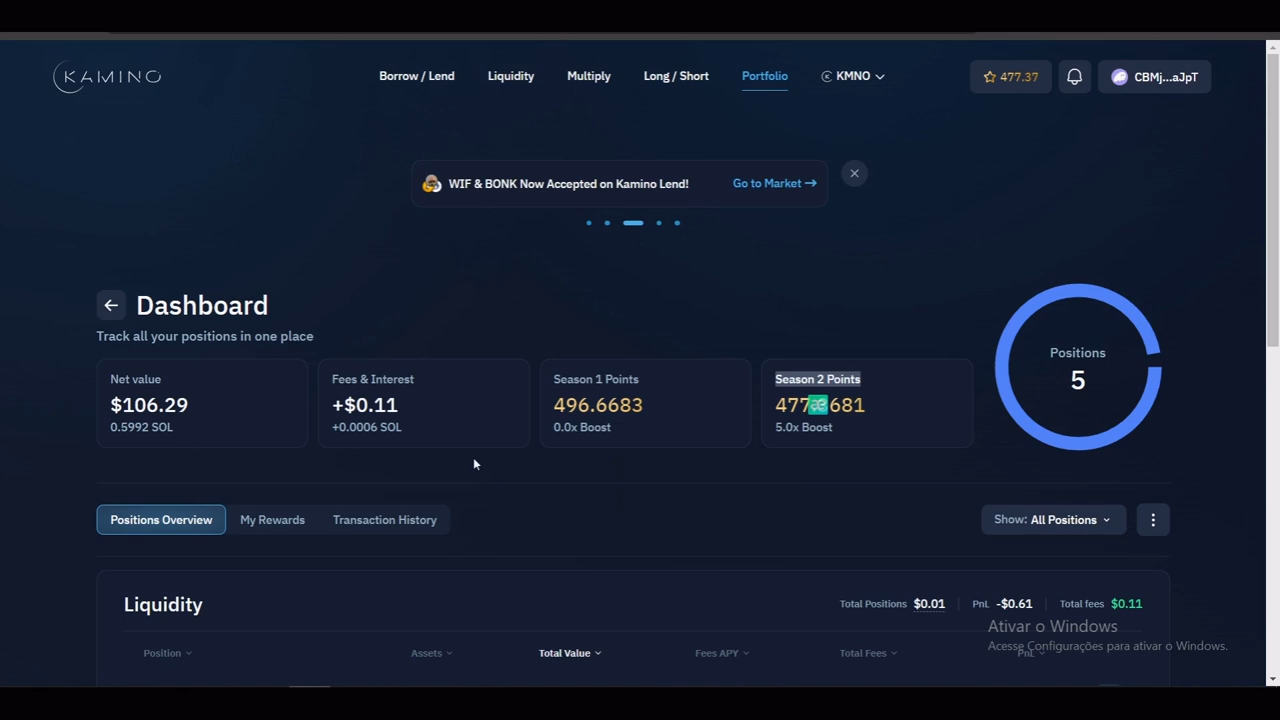 KAMINO
Borrow / Lend
Liquidity
Multiply
Long / Short
Portfolio
KMNO
477.37
CBMj...aJpT
WIF & BONK Now Accepted on Kamino Lend!
Go to Market →
Dashboard
Track all your positions in one place
Net value
$106.29
0.5992 SOL
Fees & Interest
+$0.11
+0.0006 SOL
Season 1 Points
496.6683
0.0x Boost
Season 2 Points
477 681
5.0x Boost
Positions
5
Positions Overview
My Rewards
Transaction History
Show: All Positions
Liquidity
Total Positions $0.01
PnL -$0.61
Total fees $0.11
Ativar o Windows
Acesse Configurações para ativar o Windows.
Position
Assets
Total Value
Fees APY
Total Fees
PnL